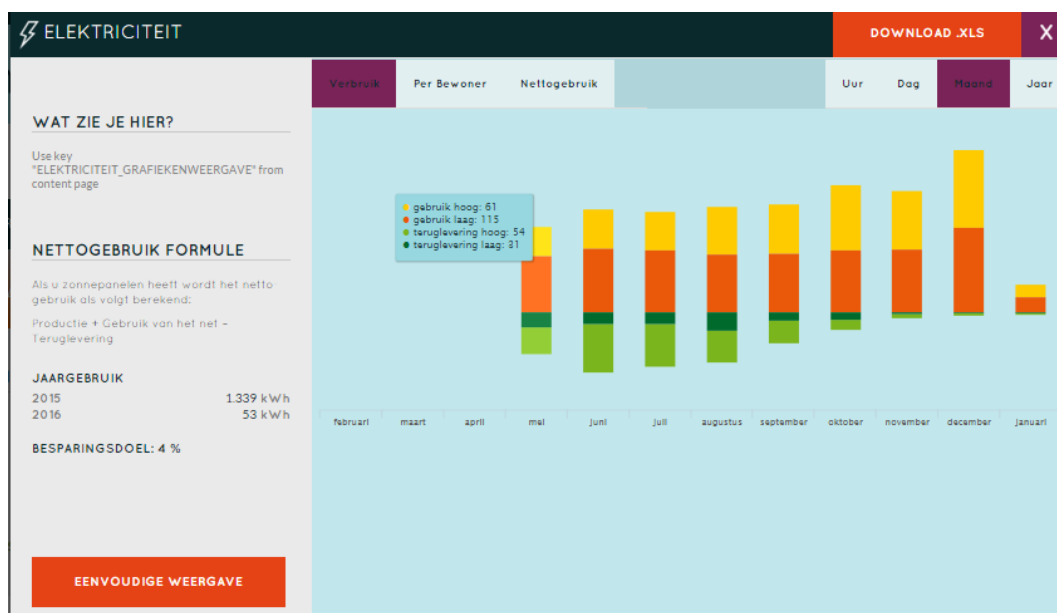 ELEKTRICITEIT
DOWNLOAD .XLS
X
Verbruik
Per Bewoner
Nettogebruik
Uur
Dag
Maand
Jaar
WAT ZIE JE HIER?
Use key
"ELEKTRICITEIT_GRAFIEKENWEERGAVE" from
content page
NETTOGEBRUIK FORMULE
Als u zonnepanelen heeft wordt het netto
gebruik als volgt berekend:
Productie + Gebruik van het net –
Teruglevering
JAARGEBRUIK
2015 1.339 kWh
2016 53 kWh
BESPARINGSDOEL: 4 %
EENVOUDIGE WEERGAVE
gebruik hoog: 61
gebruik laag: 115
teruglevering hoog: 54
teruglevering laag: 31
februari maart april mei juni juli augustus september oktober november december januari